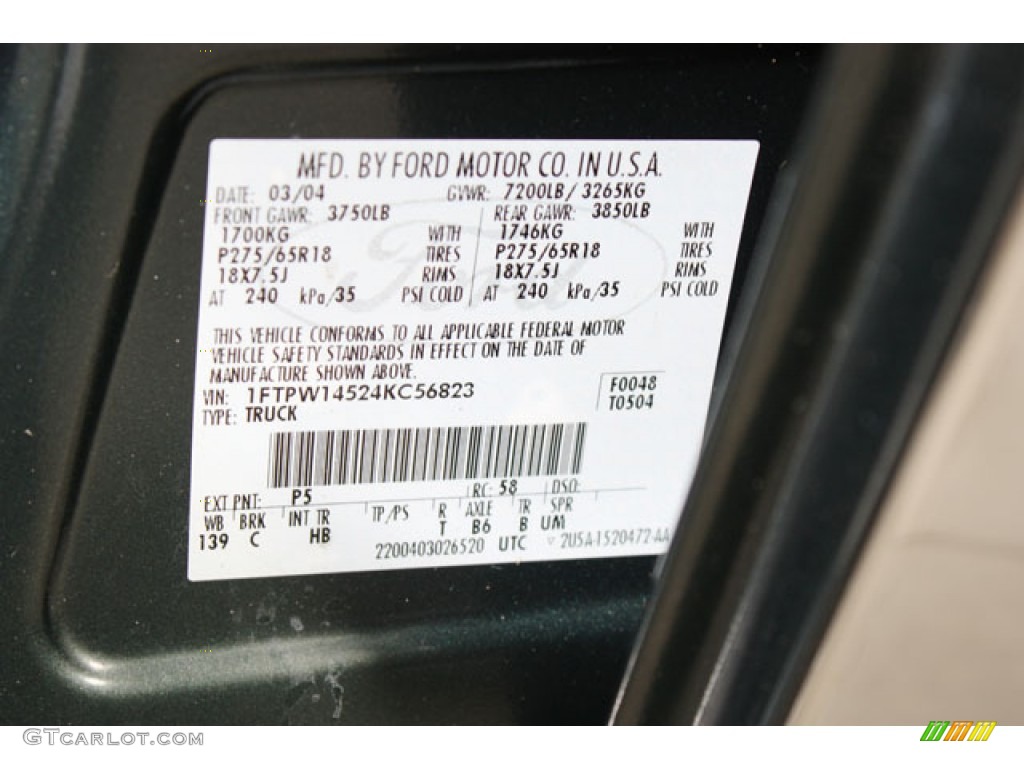 MFD. BY FORD MOTOR CO. IN U.S.A.
DATE: 03/04 GVWR: 7200LB/ 3265KG
FRONT GAWR: 3750LB REAR GAWR: 3850LB
1700KG WITH 1746KG WITH
P275/65R18 TIRES P275/65R18 TIRES
18X7.5J RIMS 18X7.5J RIMS
AT 240 kPa/35 PSI COLD AT 240 kPa/35 PSI COLD
Ford
THIS VEHICLE CONFORMS TO ALL APPLICABLE FEDERAL MOTOR
VEHICLE SAFETY STANDARDS IN EFFECT ON THE DATE OF
MANUFACTURE SHOWN ABOVE.
VIN: 1FTPW14524KC56823 F0048
TYPE: TRUCK T0504
EXT PNT: P5 RC: 58 DSO:
WB BRK INT TR TP/PS R AXLE TR SPR
139 C HB T B6 B UM
2200403026520 UTC 2U5A-1520472-AA
GTCarLot.com